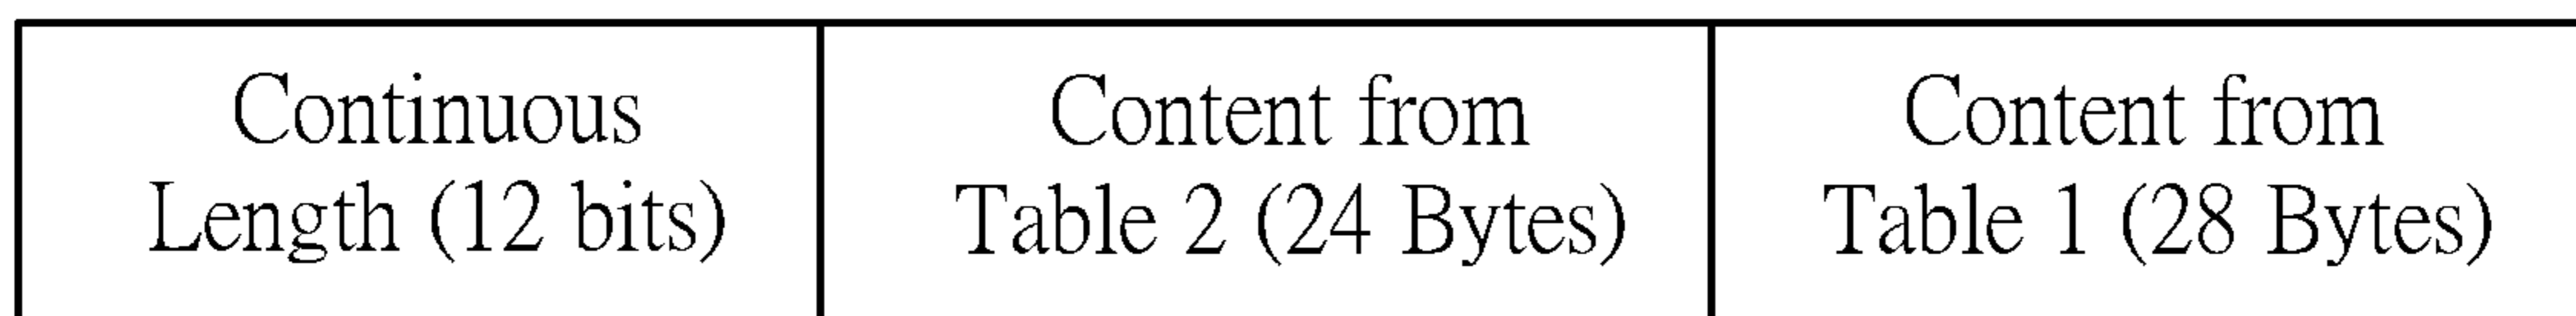 Continuous
Length (12 bits)
Content from
Table 2 (24 Bytes)
Content from
Table 1 (28 Bytes)